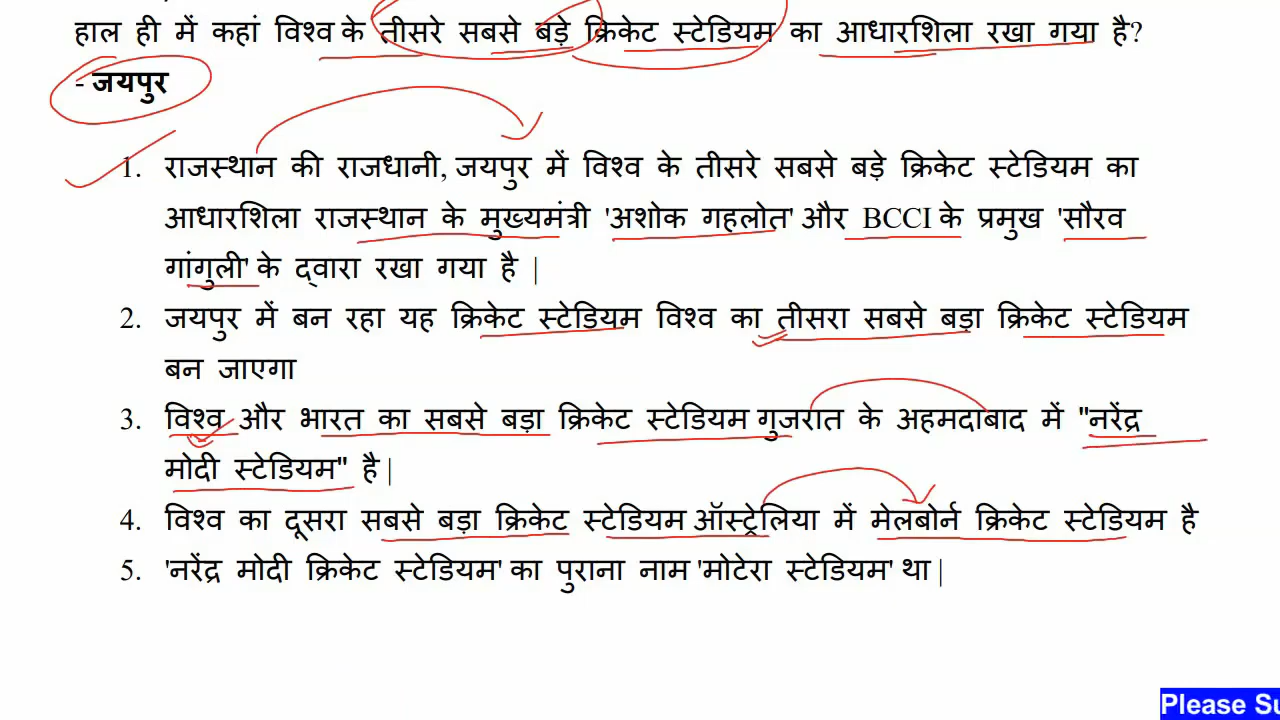 हाल ही में कहां विश्व के तीसरे सबसे बड़े क्रिकेट स्टेडियम का आधारशिला रखा गया है?
- जयपुर
1. राजस्थान की राजधानी, जयपुर में विश्व के तीसरे सबसे बड़े क्रिकेट स्टेडियम का
आधारशिला राजस्थान के मुख्यमंत्री 'अशोक गहलोत' और BCCI के प्रमुख 'सौरव
गांगुली' के द्वारा रखा गया है |
2. जयपुर में बन रहा यह क्रिकेट स्टेडियम विश्व का तीसरा सबसे बड़ा क्रिकेट स्टेडियम
बन जाएगा
3. विश्व और भारत का सबसे बड़ा क्रिकेट स्टेडियम गुजरात के अहमदाबाद में "नरेंद्र
मोदी स्टेडियम" है |
4. विश्व का दूसरा सबसे बड़ा क्रिकेट स्टेडियम ऑस्ट्रेलिया में मेलबोर्न क्रिकेट स्टेडियम है
5. 'नरेंद्र मोदी क्रिकेट स्टेडियम' का पुराना नाम 'मोटेरा स्टेडियम' था |
Please Su